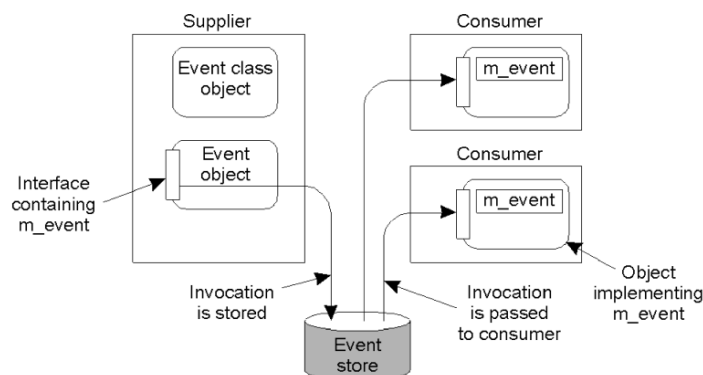 Supplier
Consumer
Event class
object
m_event
Event
object
Consumer
Interface
containing
m_event
m_event
Invocation
is stored
Invocation
is passed
to consumer
Object
implementing
m_event
Event
store